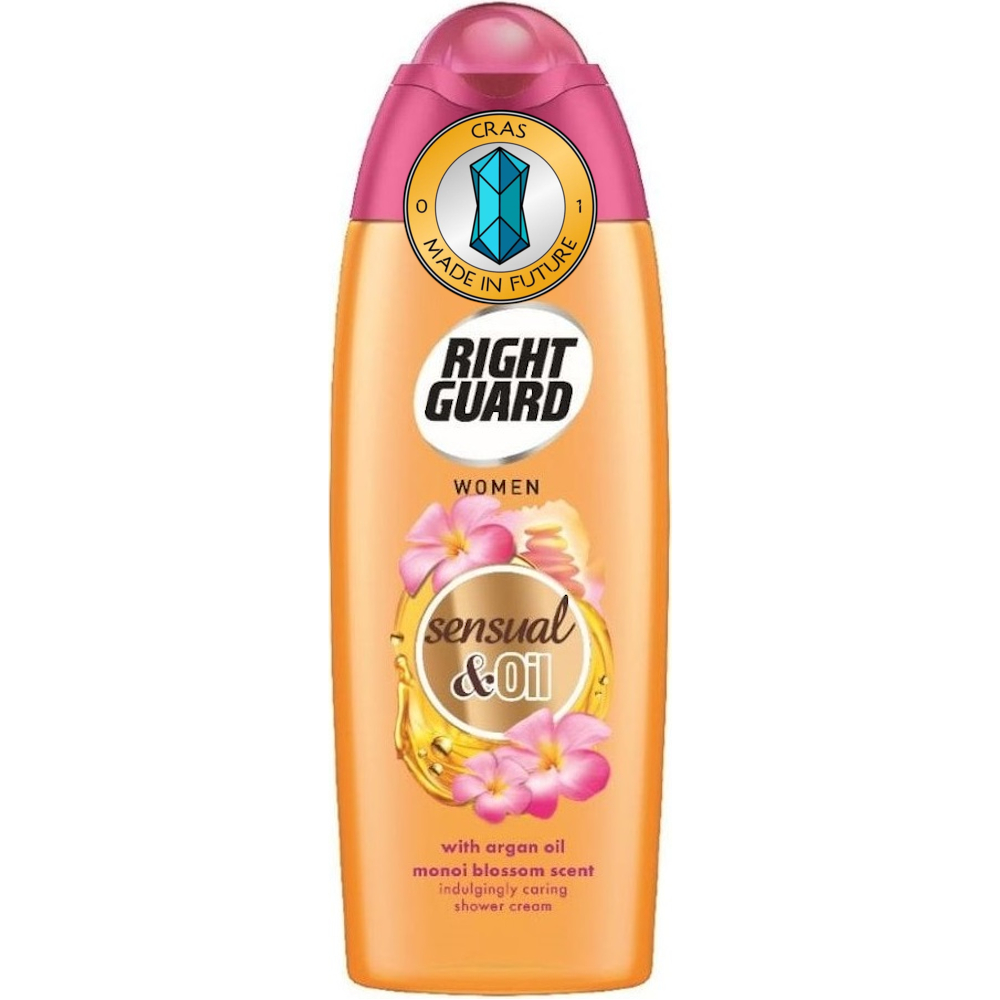 CRAS
0 1
MADE IN FUTURE
RIGHT
GUARD
WOMEN
sensual
&Oil
with argan oil
monoi blossom scent
indulgingly caring
shower cream